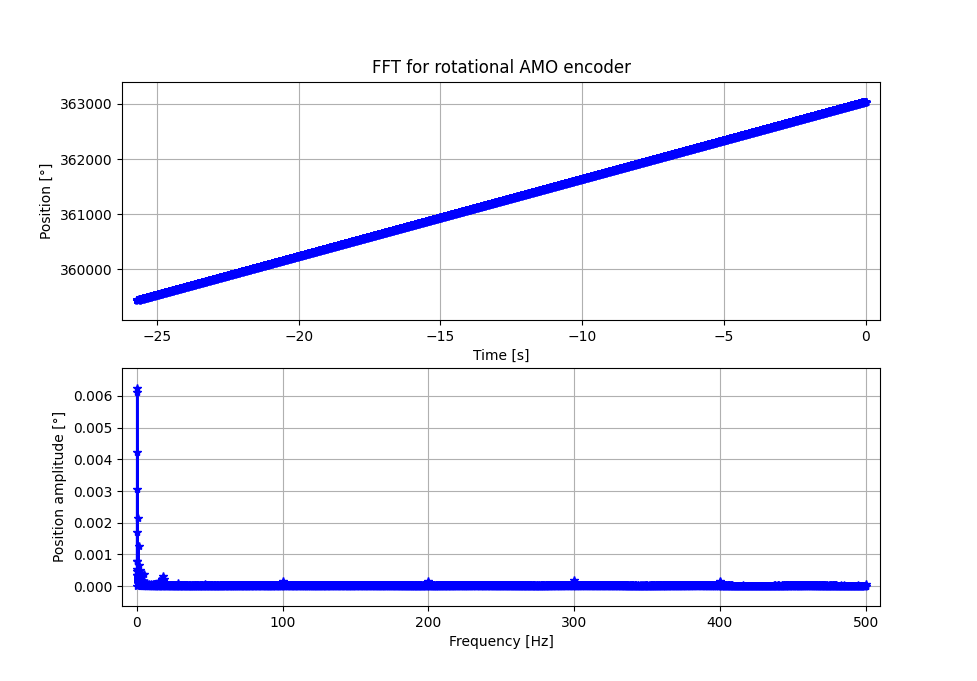 FFT for rotational AMO encoder
363000
362000
361000
360000
Position [°]
−25 −20 −15 −10 −5 0
Time [s]
0.006
0.005
0.004
0.003
0.002
0.001
0.000
Position amplitude [°]
0 100 200 300 400 500
Frequency [Hz]